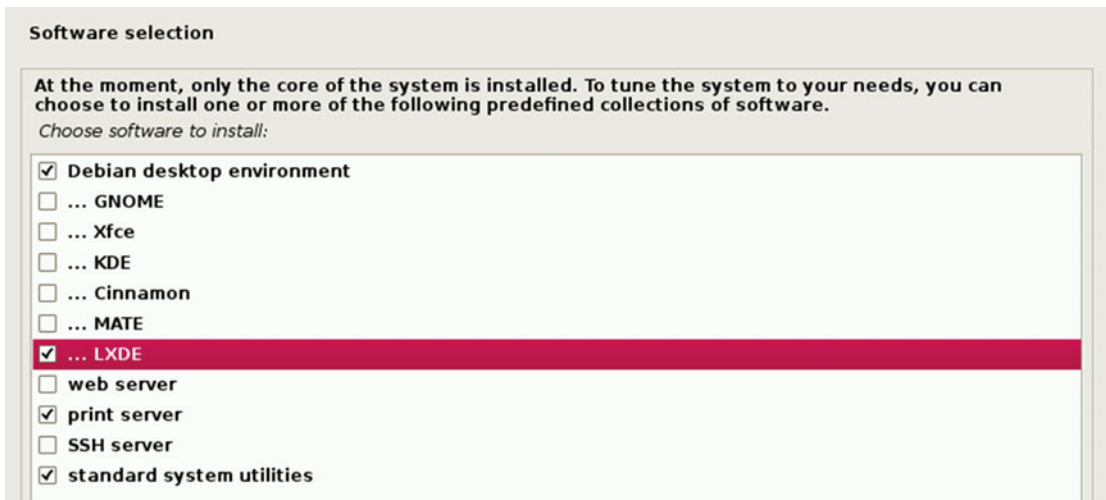 Software selection
At the moment, only the core of the system is installed. To tune the system to your needs, you can
choose to install one or more of the following predefined collections of software.
Choose software to install:
Debian desktop environment
... GNOME
... Xfce
... KDE
... Cinnamon
... MATE
... LXDE
web server
print server
SSH server
standard system utilities